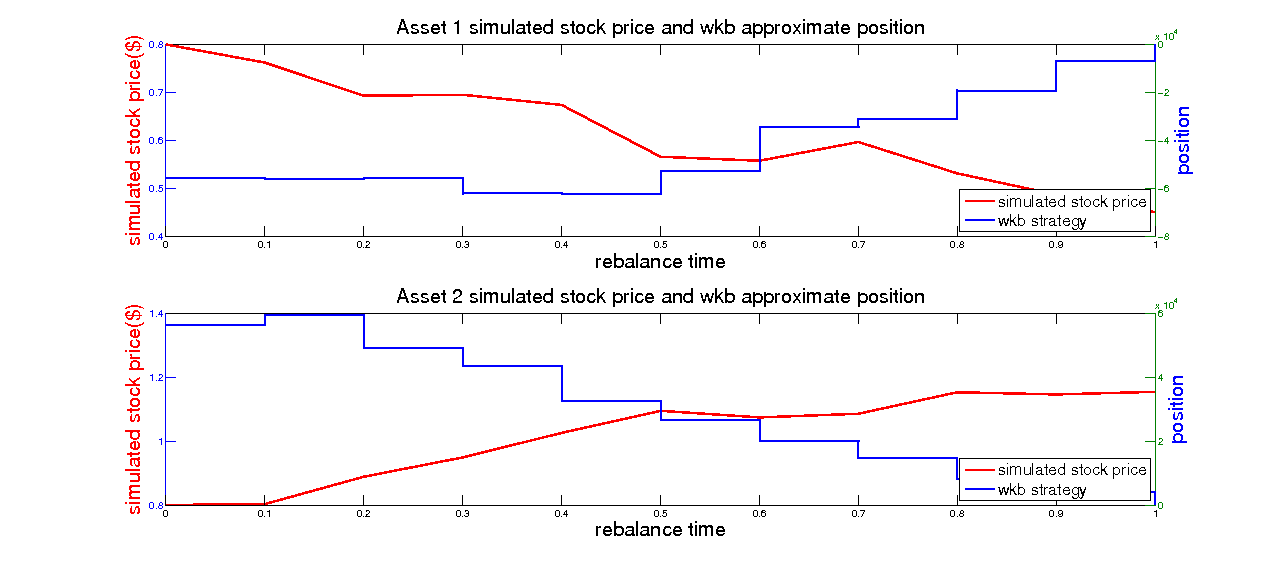 Asset 1 simulated stock price and wkb approximate position
x 10^4
simulated stock price($)
0.8
0.7
0.6
0.5
0.4
0
−2
−4
−6
−8
position
simulated stock price
wkb strategy
0 0.1 0.2 0.3 0.4 0.5 0.6 0.7 0.8 0.9 1
rebalance time
Asset 2 simulated stock price and wkb approximate position
x 10^4
simulated stock price($)
1.4
1.2
1
0.8
6
4
2
0
position
simulated stock price
wkb strategy
0 0.1 0.2 0.3 0.4 0.5 0.6 0.7 0.8 0.9 1
rebalance time